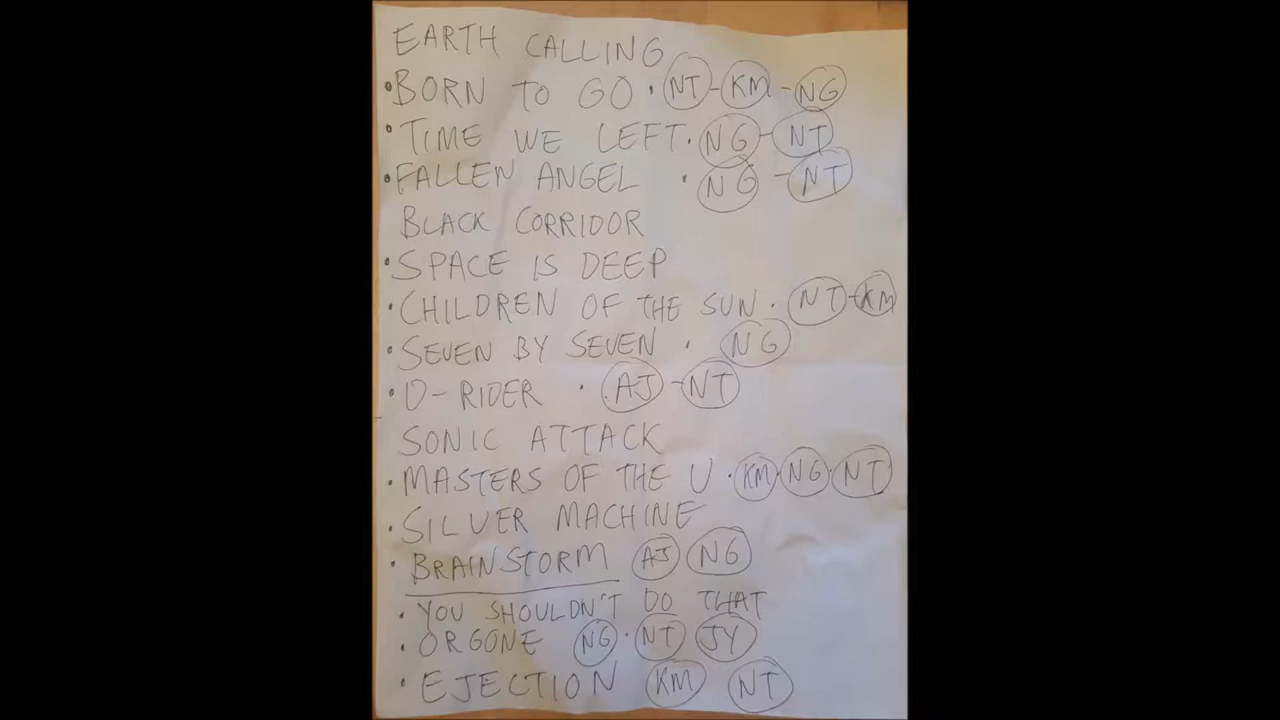 EARTH CALLING
• BORN TO GO • NT - KM - NG
• TIME WE LEFT • NG - NT
• FALLEN ANGEL • NG - NT
BLACK CORRIDOR
• SPACE IS DEEP
• CHILDREN OF THE SUN • NT - KM
• SEVEN BY SEVEN • NG
• D-RIDER • AJ - NT
SONIC ATTACK
• MASTERS OF THE U • KM • NG • NT
• SILVER MACHINE
• BRAINSTORM AJ NG
• YOU SHOULDN'T DO THAT
• ORGONE NG • NT JY
• EJECTION KM NT